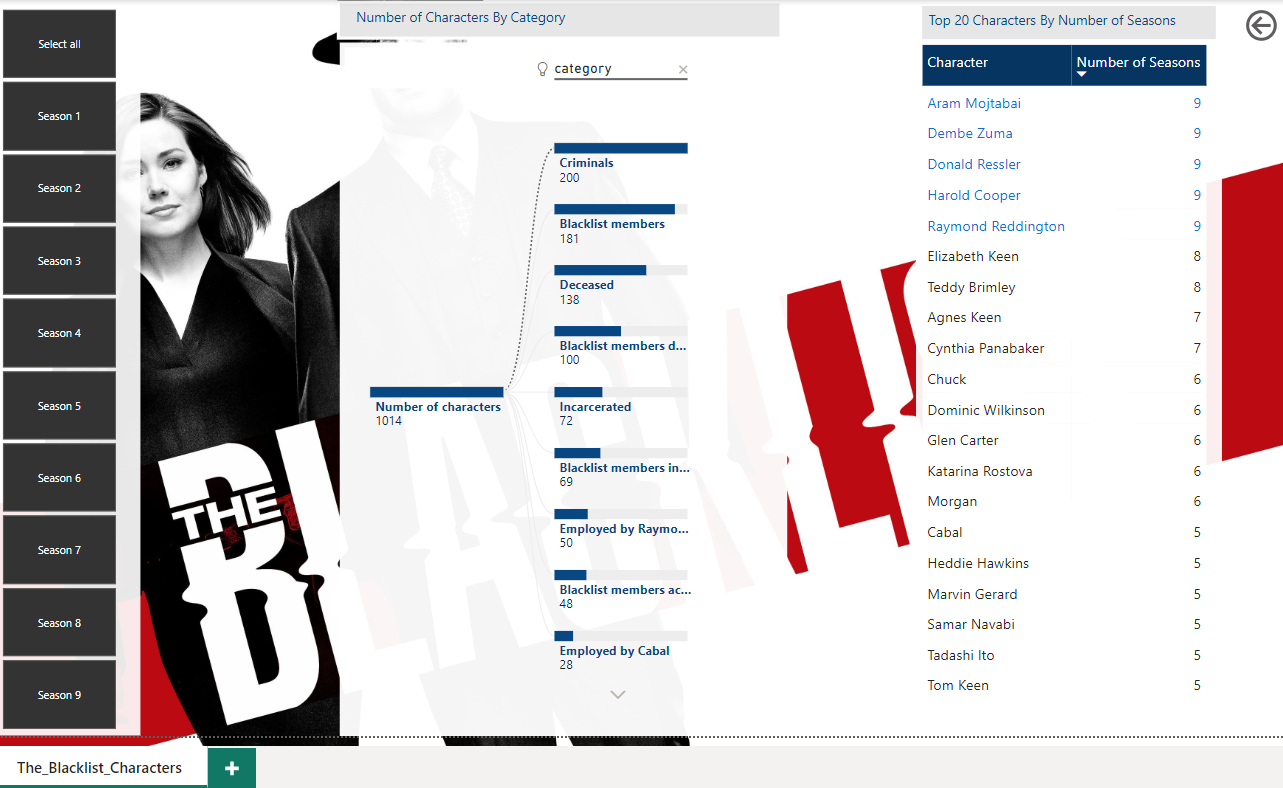 Select all
Season 1
Season 2
Season 3
Season 4
Season 5
Season 6
Season 7
Season 8
Season 9
Number of Characters By Category
category
Number of characters
1014
Criminals
200
Blacklist members
181
Deceased
138
Blacklist members d...
100
Incarcerated
72
Blacklist members in...
69
Employed by Raymo...
50
Blacklist members ac...
48
Employed by Cabal
28
THE
Top 20 Characters By Number of Seasons
Character Number of Seasons
Aram Mojtabai 9
Dembe Zuma 9
Donald Ressler 9
Harold Cooper 9
Raymond Reddington 9
Elizabeth Keen 8
Teddy Brimley 8
Agnes Keen 7
Cynthia Panabaker 7
Chuck 6
Dominic Wilkinson 6
Glen Carter 6
Katarina Rostova 6
Morgan 6
Cabal 5
Heddie Hawkins 5
Marvin Gerard 5
Samar Navabi 5
Tadashi Ito 5
Tom Keen 5
The_Blacklist_Characters